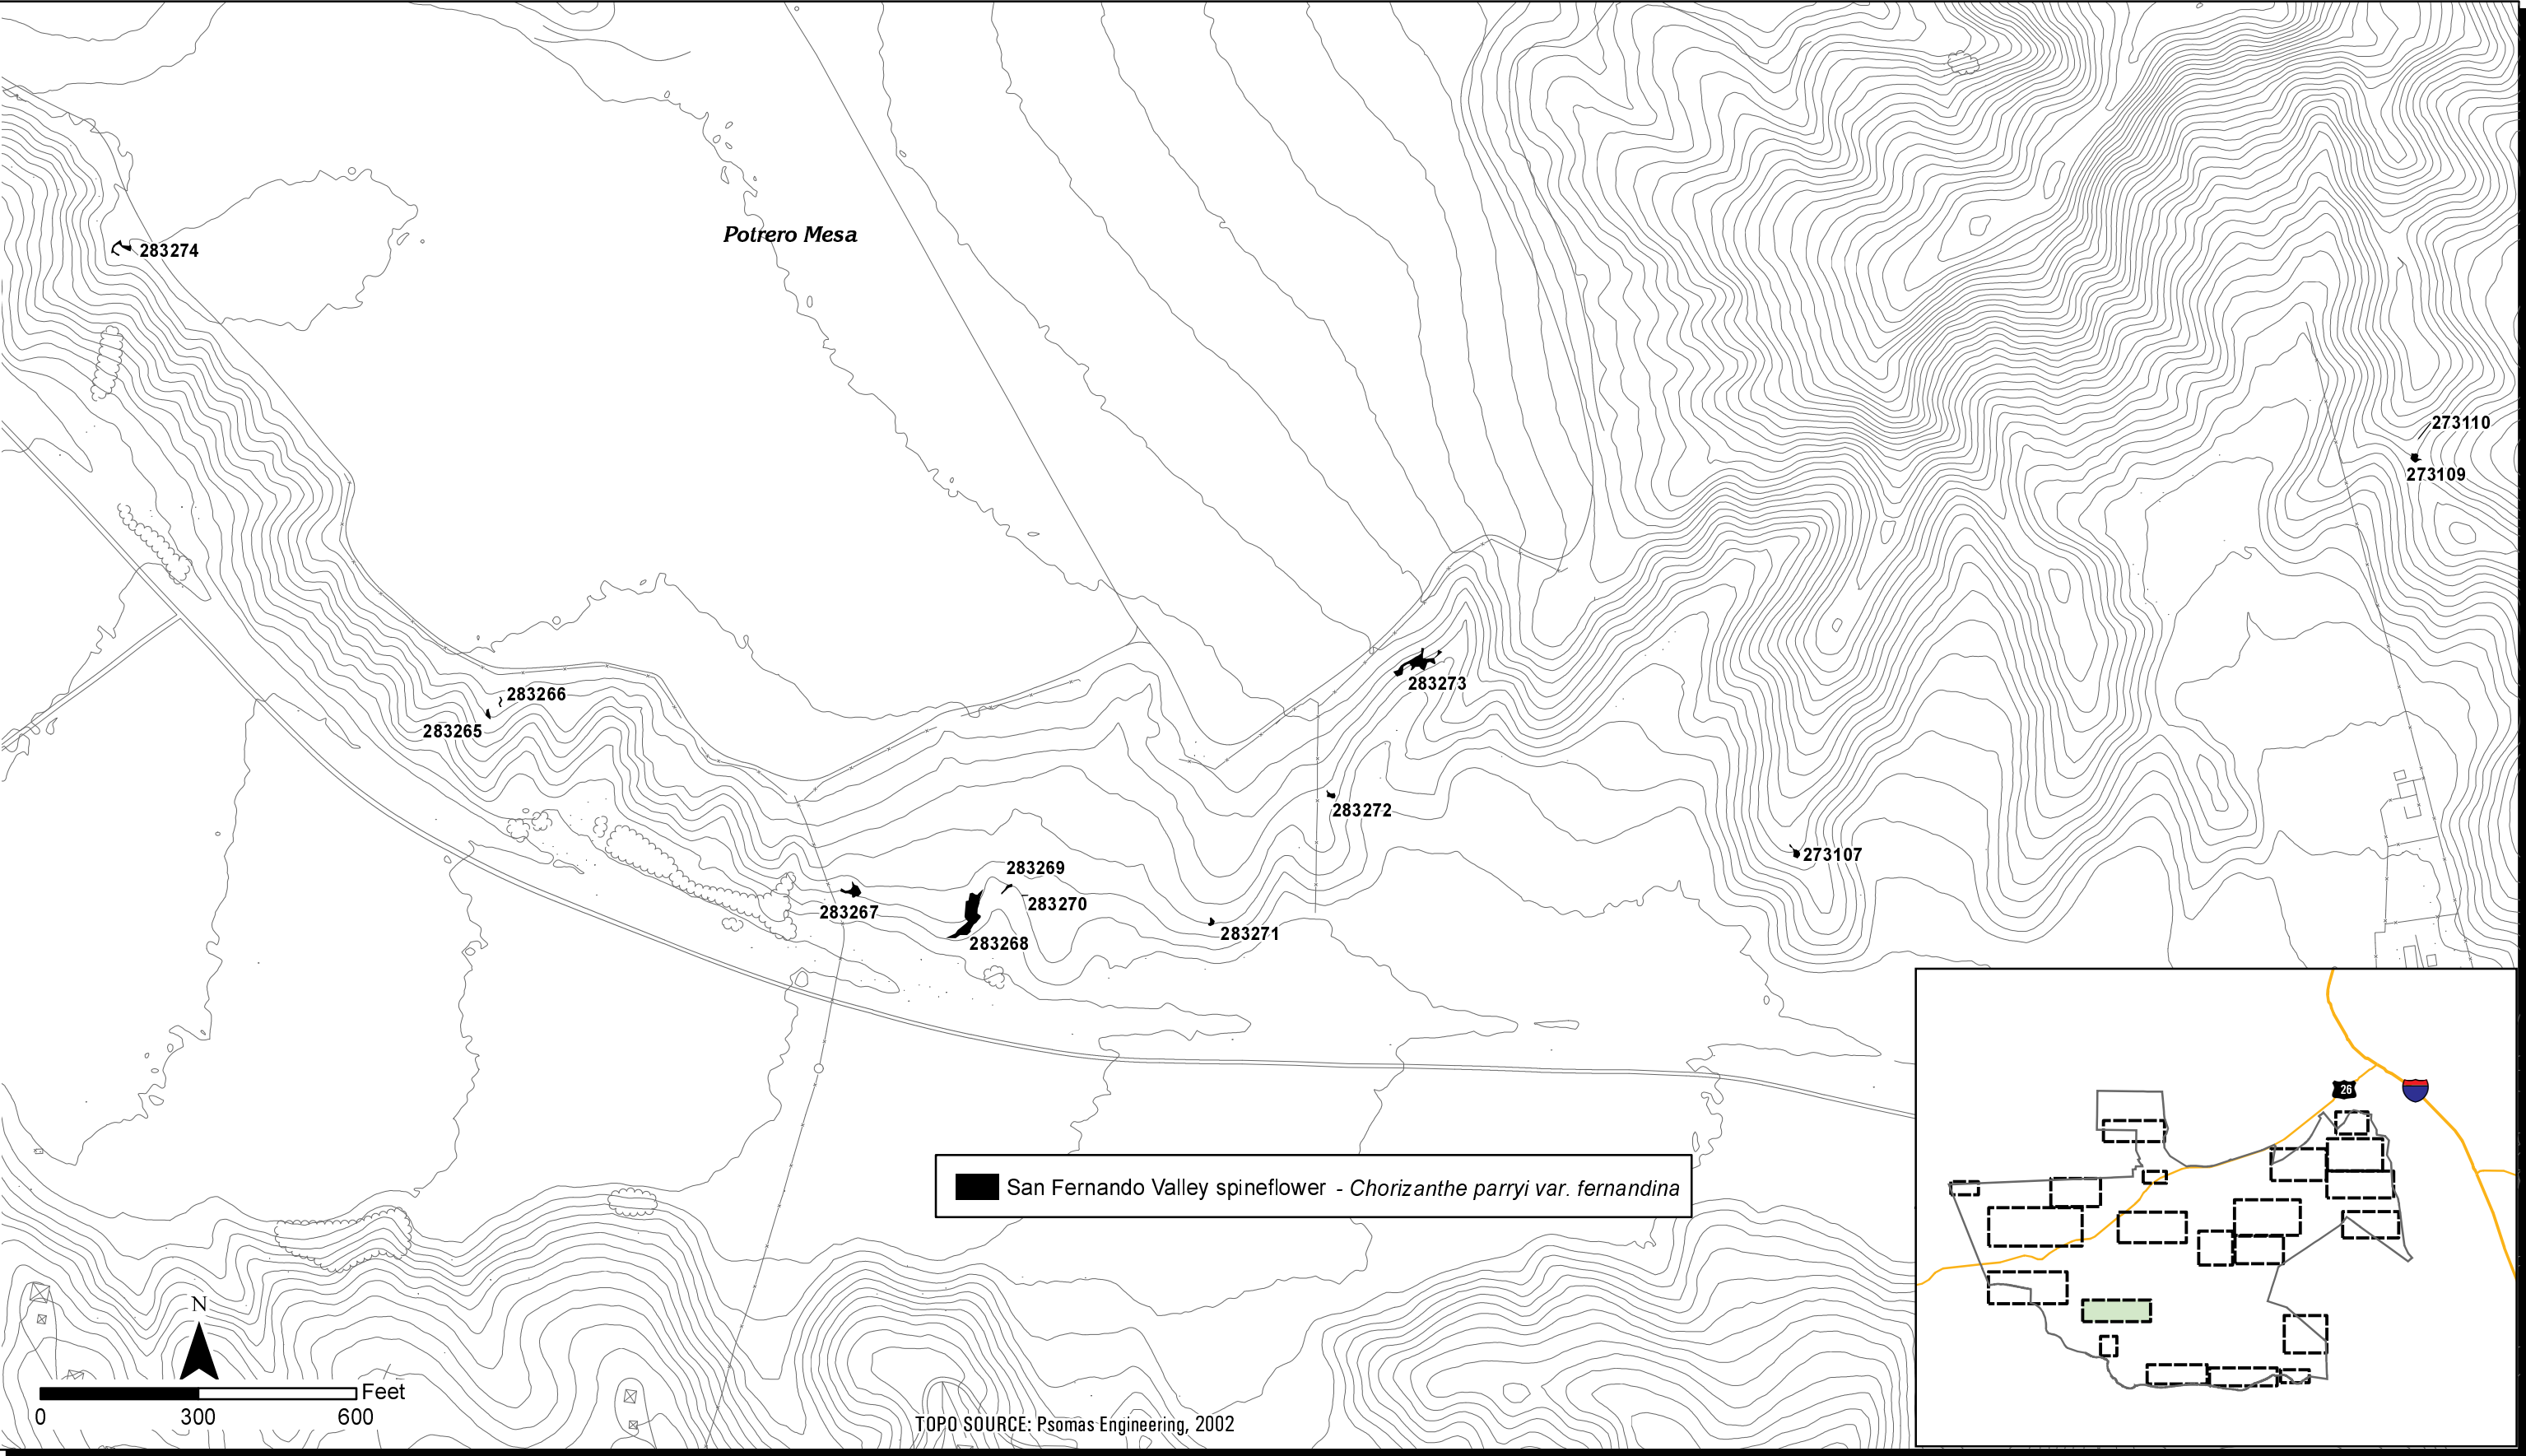 Potrero Mesa
283274
273110
273109
283266
283273
283265
283272
273107
283269
283267
283270
283271
283268
26
San Fernando Valley spineflower - Chorizanthe parryi var. fernandina
N
Feet
0 300 600
TOPO SOURCE: Psomas Engineering, 2002